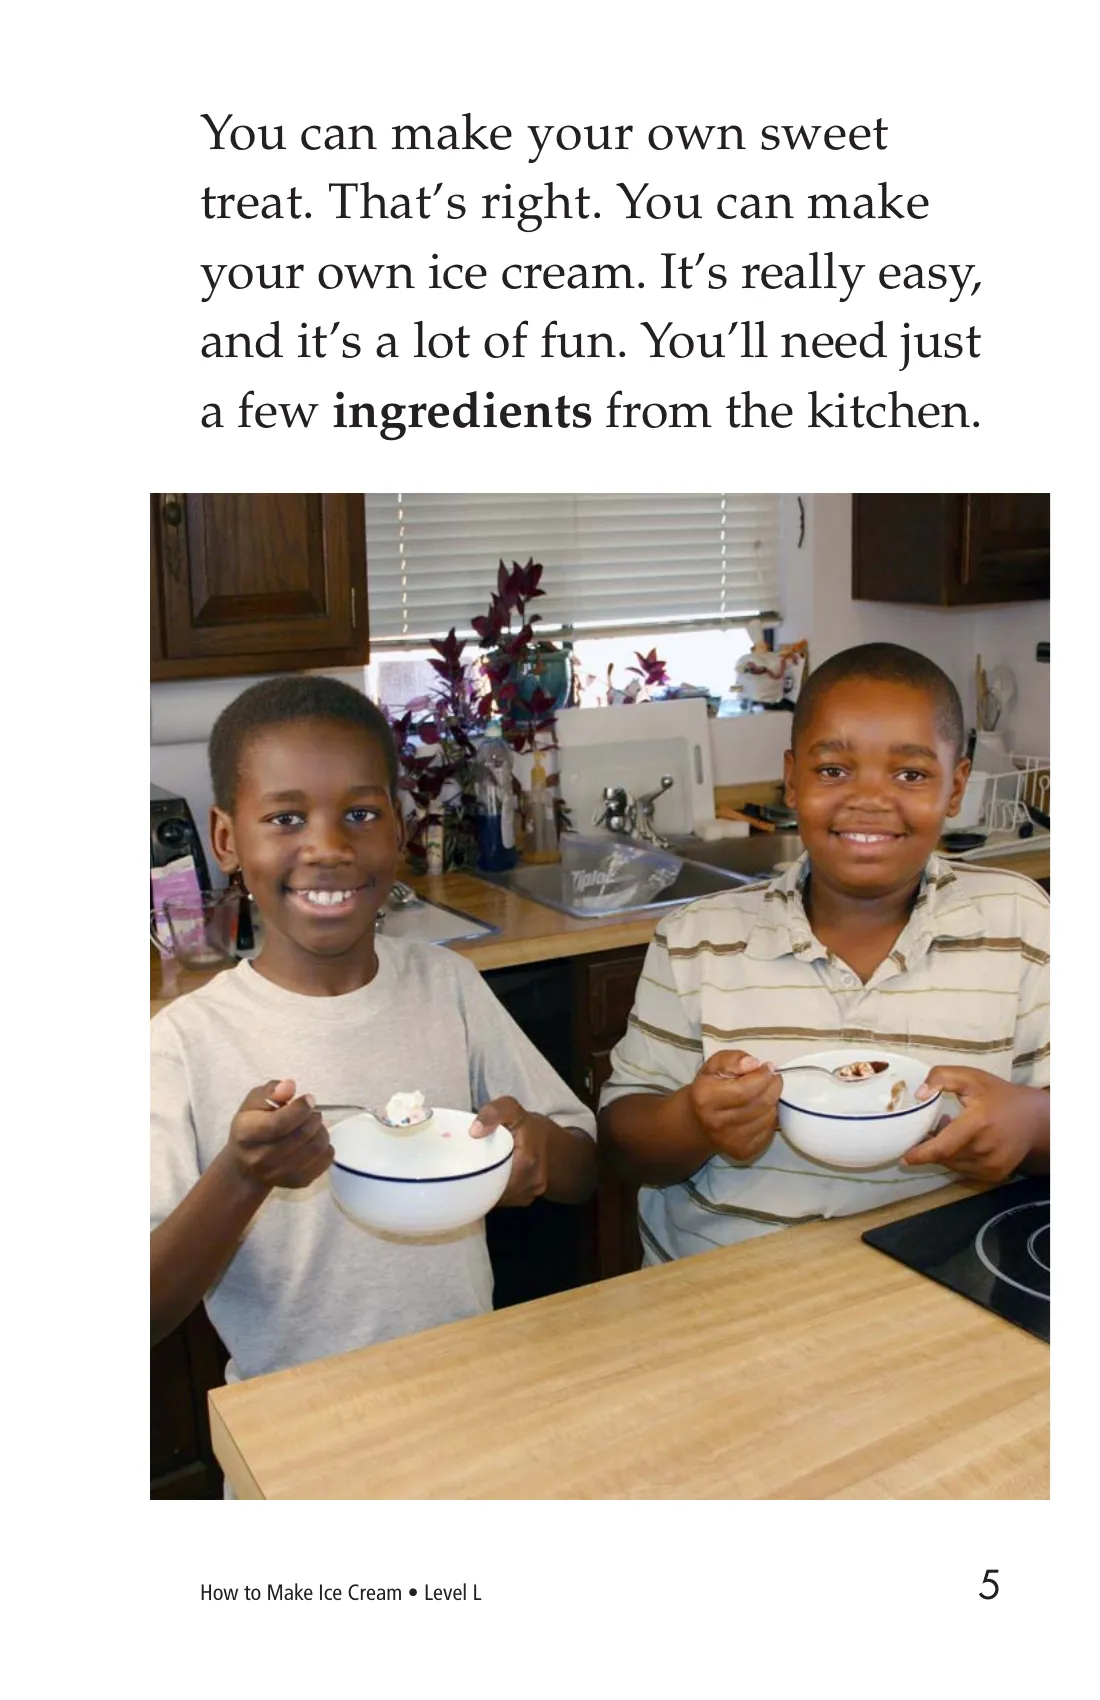 You can make your own sweet
treat. That’s right. You can make
your own ice cream. It’s really easy,
and it’s a lot of fun. You’ll need just
a few ingredients from the kitchen.
Ziploc
How to Make Ice Cream • Level L
5